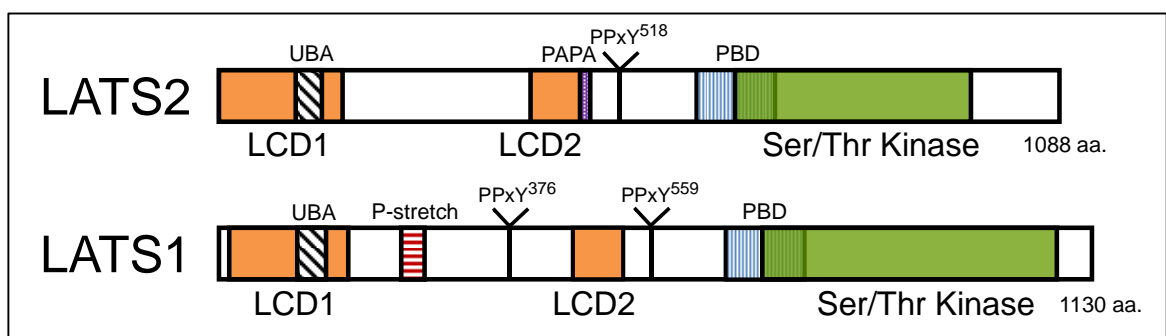 UBA PAPA PPxY518 PBD
LATS2
LCD1 LCD2 Ser/Thr Kinase 1088 aa.
UBA P-stretch PPxY376 PPxY559 PBD
LATS1
LCD1 LCD2 Ser/Thr Kinase 1130 aa.